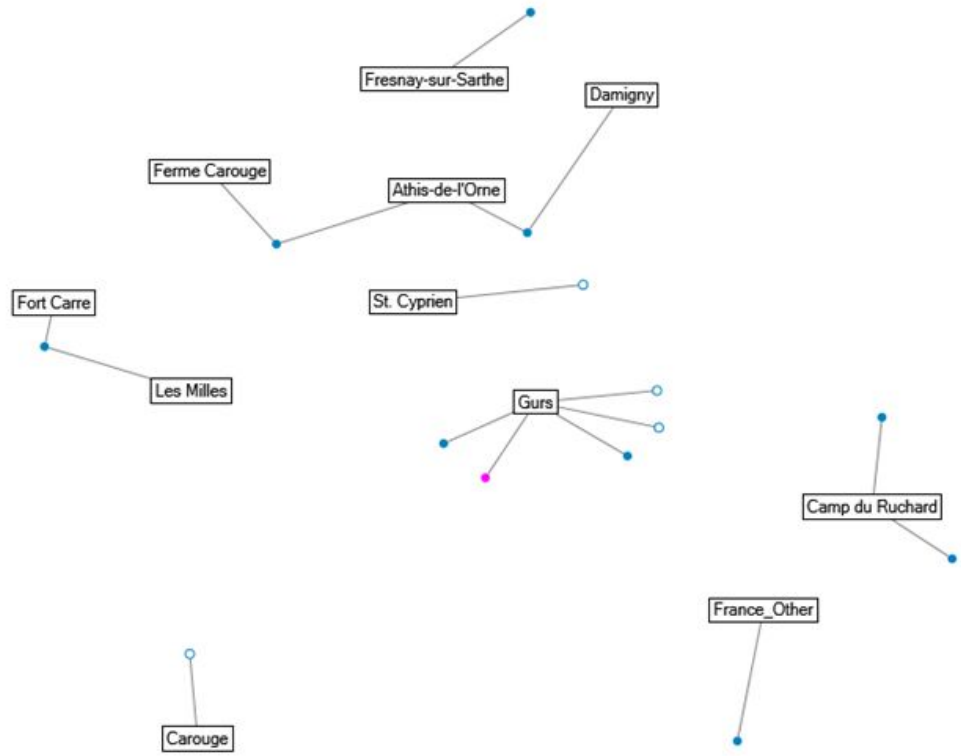 Fresnay-sur-Sarthe
Damigny
Ferme Carouge
Athis-de-l'Orne
Fort Carre
St. Cyprien
Les Milles
Gurs
Camp du Ruchard
France_Other
Carouge